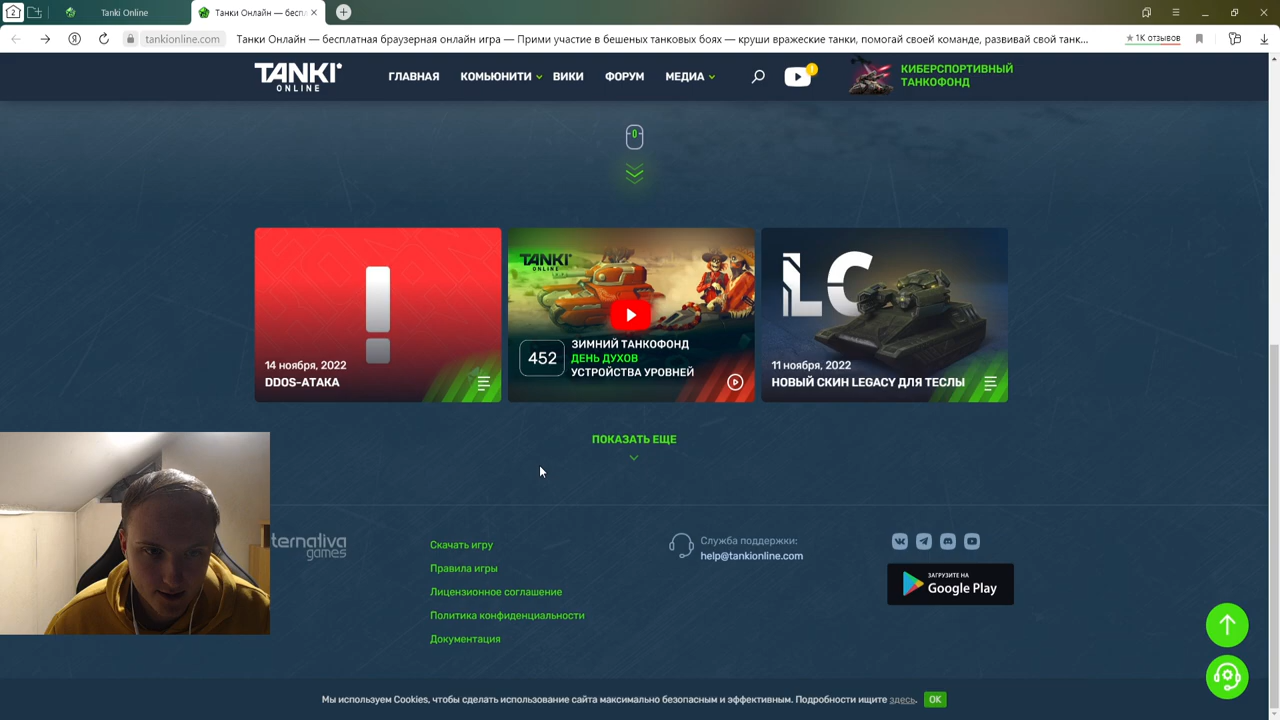 2
Tanki Online
Танки Онлайн — бесп
tankionline.com
Танки Онлайн — бесплатная браузерная онлайн игра — Прими участие в бешеных танковых боях — круши вражеские танки, помогай своей команде, развивай свой танк...
★ 1K отзывов
TANKI
ONLINE
ГЛАВНАЯ
КОМЬЮНИТИ
ВИКИ
ФОРУМ
МЕДИА
!
КИБЕРСПОРТИВНЫЙ
ТАНКОФОНД
!
14 ноября, 2022
DDOS-АТАКА
TANKI
ONLINE
452
ЗИМНИЙ ТАНКОФОНД
ДЕНЬ ДУХОВ
УСТРОЙСТВА УРОВНЕЙ
LC
11 ноября, 2022
НОВЫЙ СКИН LEGACY ДЛЯ ТЕСЛЫ
ПОКАЗАТЬ ЕЩЕ
ternativa
games
Скачать игру
Правила игры
Лицензионное соглашение
Политика конфиденциальности
Документация
Служба поддержки:
help@tankionline.com
ЗАГРУЗИТЕ НА
Google Play
Мы используем Cookies, чтобы сделать использование сайта максимально безопасным и эффективным. Подробности ищите здесь.
OK